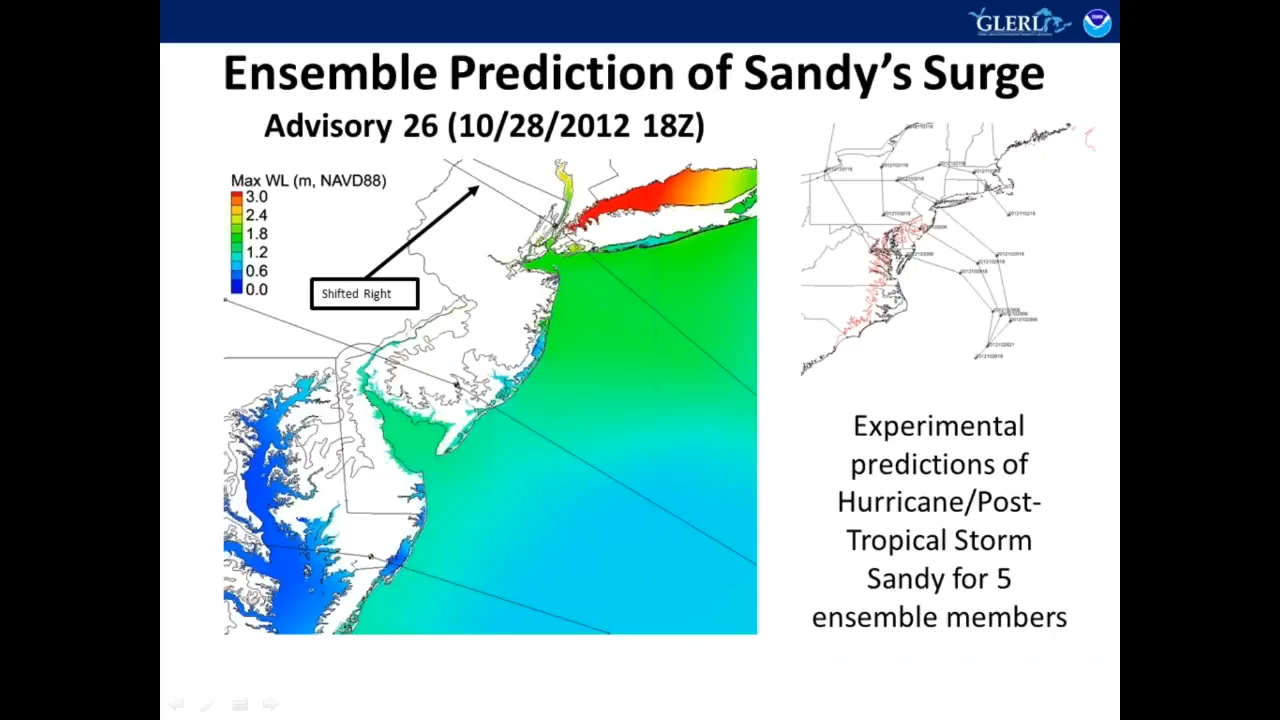 GLERL
Ensemble Prediction of Sandy's Surge
Advisory 26 (10/28/2012 18Z)
Max WL (m, NAVD88)
3.0
2.4
1.8
1.2
0.6
0.0
Shifted Right
Experimental
predictions of
Hurricane/Post-
Tropical Storm
Sandy for 5
ensemble members